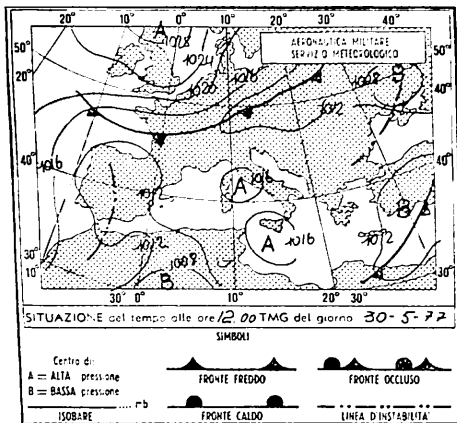 20° 10° 0° 10° 20° 30° 40°
A
1028
50°
1024
AERONAUTICA MILITARE
SERVIZIO METEOROLOGICO
20°
1020
1016
1008
B
50°
1012
40°
1016
A 1016
1012
40°
A 1016
B
1012
1012
30°
1008
10°
B
30°
30° 0° 10° 20° 30°
SITUAZIONE del tempo alle ore 12.00 TMG del giorno 30-5-77
SIMBOLI
Centro di:
A = ALTA pressione
B = BASSA pressione
FRONTE FREDDO
FRONTE OCCLUSO
mb
ISOBARE
FRONTE CALDO
LINEA D'INSTABILITA'